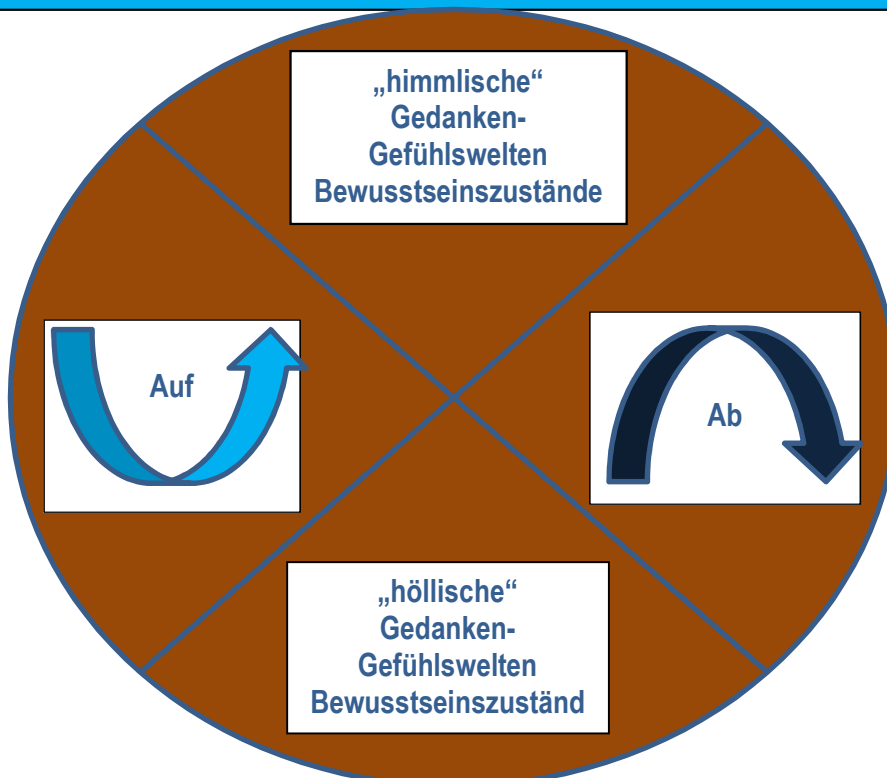 „himmlische“
Gedanken-
Gefühlswelten
Bewusstseinszustände
Auf
Ab
„höllische“
Gedanken-
Gefühlswelten
Bewusstseinszuständ